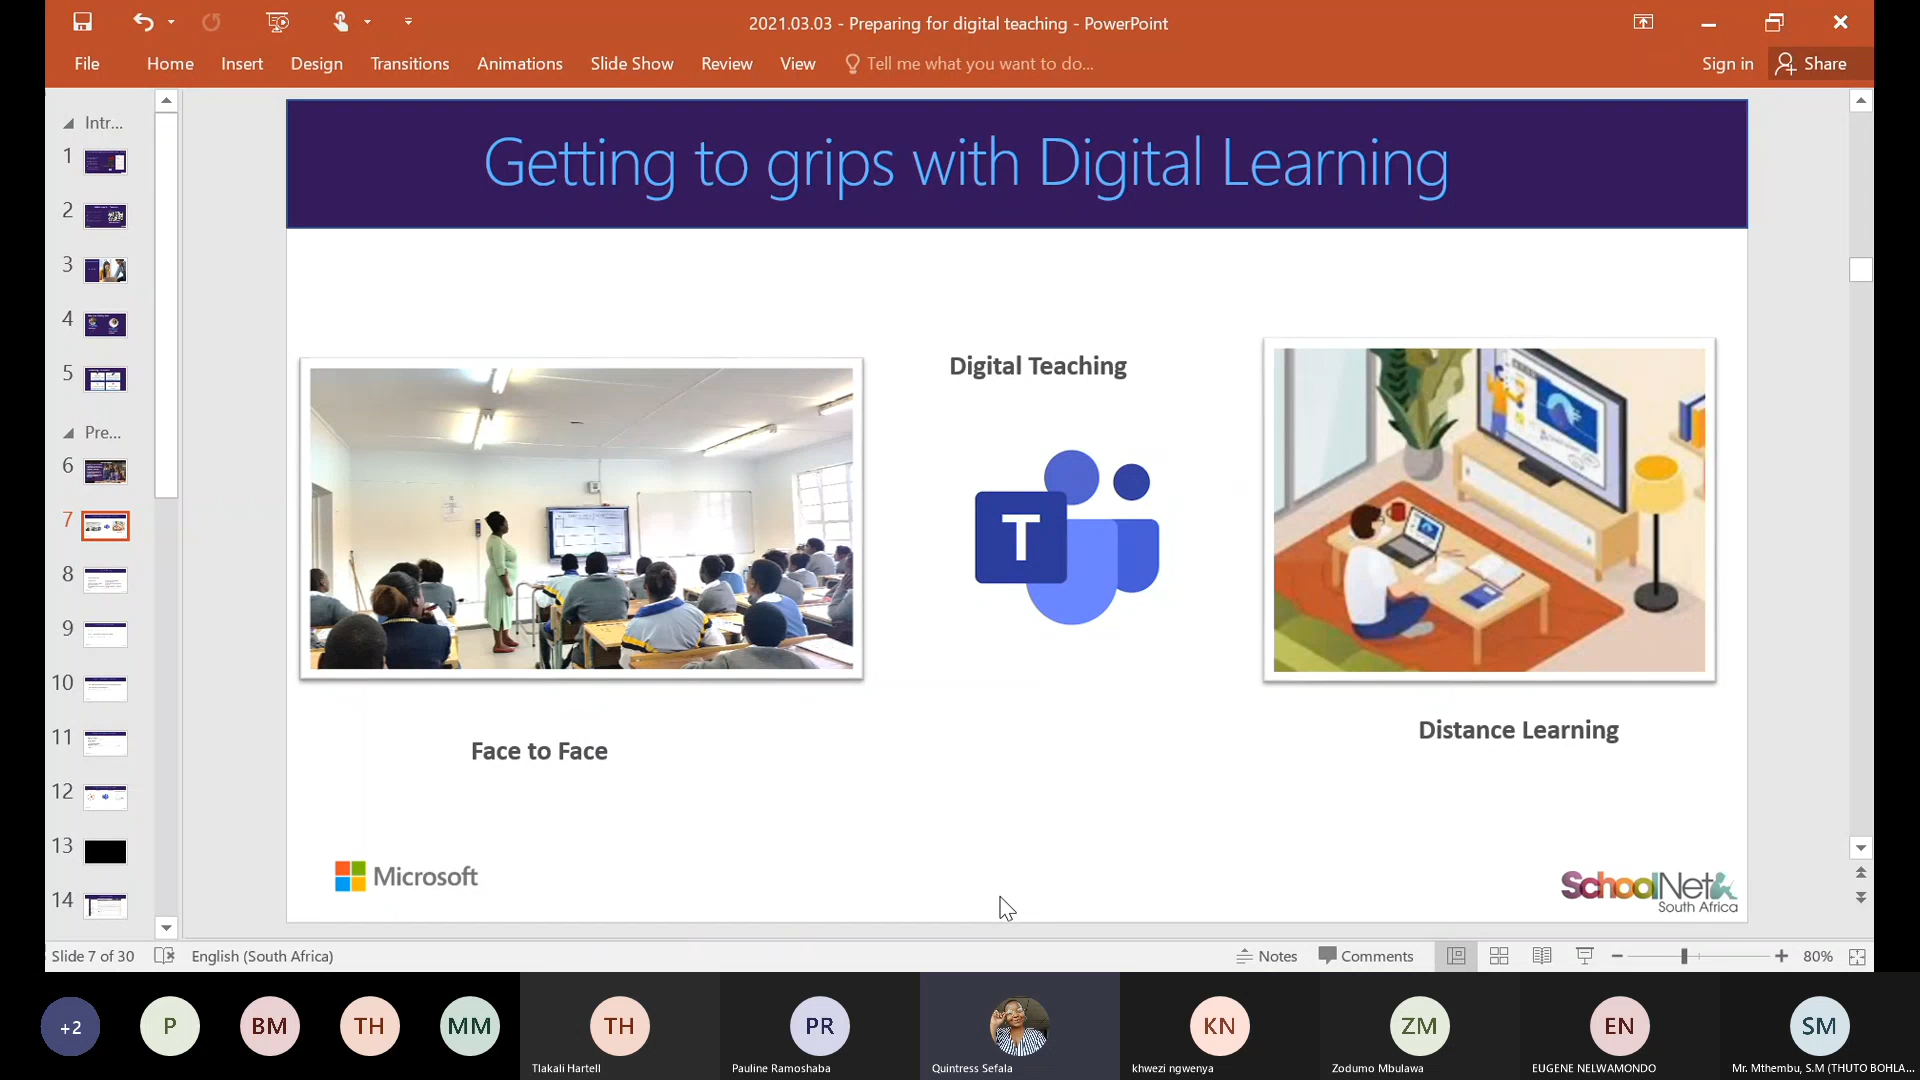 2021.03.03 - Preparing for digital teaching - PowerPoint
File Home Insert Design Transitions Animations Slide Show Review View Tell me what you want to do... Sign in Share
Intr...
1
2
3
4
5
Pre...
6
7
8
9
10
11
12
13
14
Getting to grips with Digital Learning
Digital Teaching
T
Face to Face
Distance Learning
Microsoft
SchoolNet
South Africa
Slide 7 of 30 English (South Africa) Notes Comments 80%
+2 P BM TH MM TH PR KN ZM EN SM
Tlakali Hartell Pauline Ramoshaba Quintress Sefala khwezi ngwenya Zodumo Mbulawa EUGENE NELWAMONDO Mr. Mthembu, S.M (THUTO BOHLA...